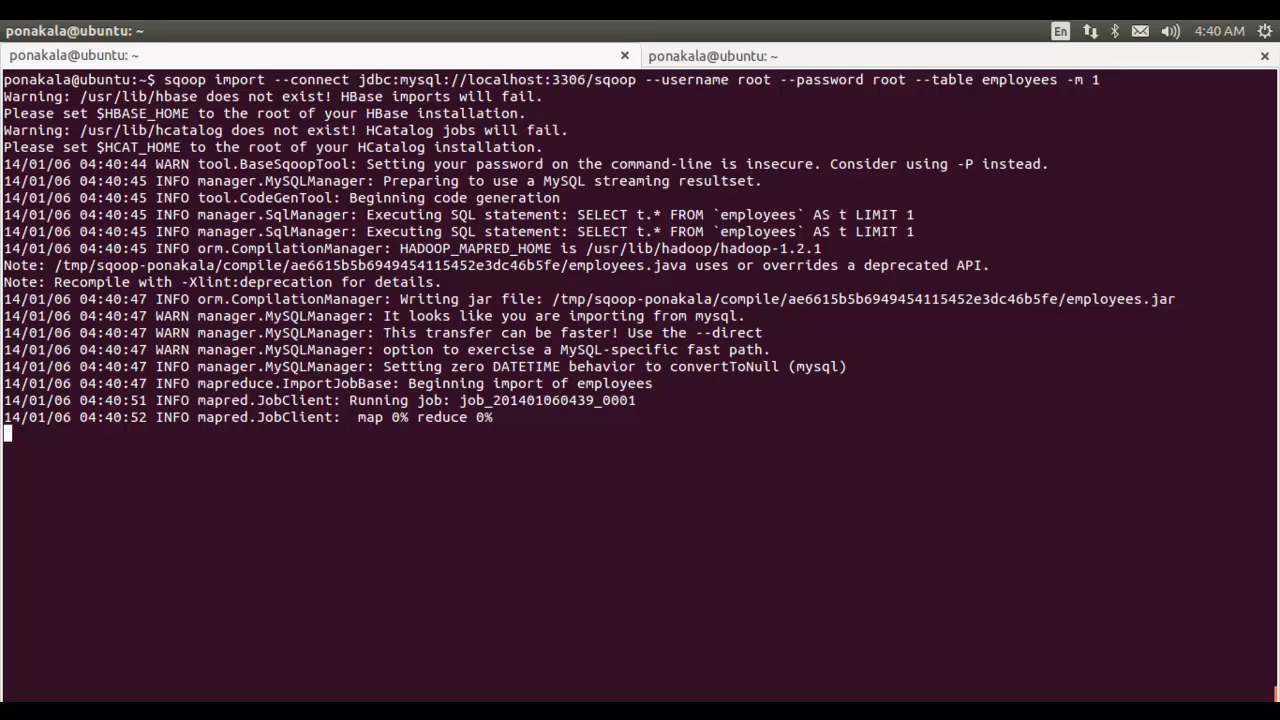 ponakala@ubuntu: ~
En
4:40 AM
ponakala@ubuntu: ~ ×
ponakala@ubuntu: ~ ×
ponakala@ubuntu:~$ sqoop import --connect jdbc:mysql://localhost:3306/sqoop --username root --password root --table employees -m 1
Warning: /usr/lib/hbase does not exist! HBase imports will fail.
Please set $HBASE_HOME to the root of your HBase installation.
Warning: /usr/lib/hcatalog does not exist! HCatalog jobs will fail.
Please set $HCAT_HOME to the root of your HCatalog installation.
14/01/06 04:40:44 WARN tool.BaseSqoopTool: Setting your password on the command-line is insecure. Consider using -P instead.
14/01/06 04:40:45 INFO manager.MySQLManager: Preparing to use a MySQL streaming resultset.
14/01/06 04:40:45 INFO tool.CodeGenTool: Beginning code generation
14/01/06 04:40:45 INFO manager.SqlManager: Executing SQL statement: SELECT t.* FROM `employees` AS t LIMIT 1
14/01/06 04:40:45 INFO manager.SqlManager: Executing SQL statement: SELECT t.* FROM `employees` AS t LIMIT 1
14/01/06 04:40:45 INFO orm.CompilationManager: HADOOP_MAPRED_HOME is /usr/lib/hadoop/hadoop-1.2.1
Note: /tmp/sqoop-ponakala/compile/ae6615b5b6949454115452e3dc46b5fe/employees.java uses or overrides a deprecated API.
Note: Recompile with -Xlint:deprecation for details.
14/01/06 04:40:47 INFO orm.CompilationManager: Writing jar file: /tmp/sqoop-ponakala/compile/ae6615b5b6949454115452e3dc46b5fe/employees.jar
14/01/06 04:40:47 WARN manager.MySQLManager: It looks like you are importing from mysql.
14/01/06 04:40:47 WARN manager.MySQLManager: This transfer can be faster! Use the --direct
14/01/06 04:40:47 WARN manager.MySQLManager: option to exercise a MySQL-specific fast path.
14/01/06 04:40:47 INFO manager.MySQLManager: Setting zero DATETIME behavior to convertToNull (mysql)
14/01/06 04:40:47 INFO mapreduce.ImportJobBase: Beginning import of employees
14/01/06 04:40:51 INFO mapred.JobClient: Running job: job_201401060439_0001
14/01/06 04:40:52 INFO mapred.JobClient:  map 0% reduce 0%